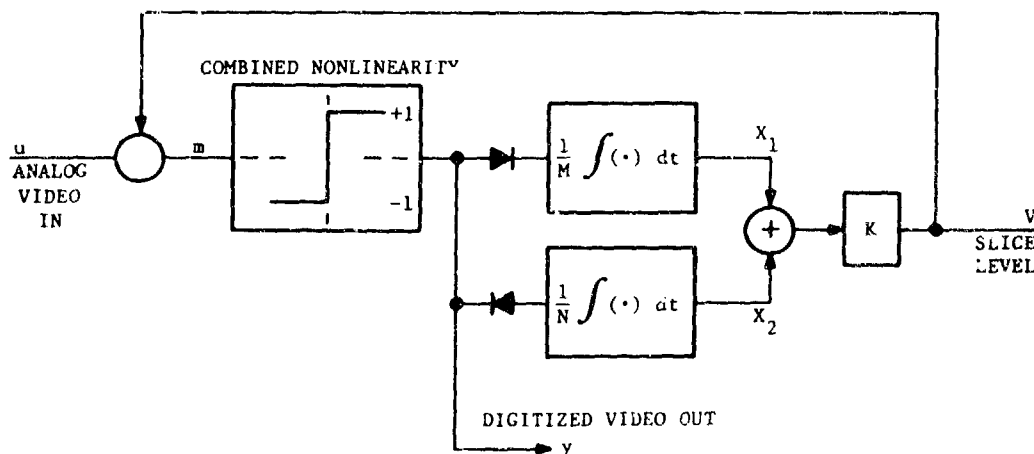 COMBINED NONLINEARITY
+1
-1
u
ANALOG
VIDEO
IN
m
1/M ∫(·) dt
X1
+
K
V
SLICE
LEVEL
1/N ∫(·) dt
X2
DIGITIZED VIDEO OUT
y